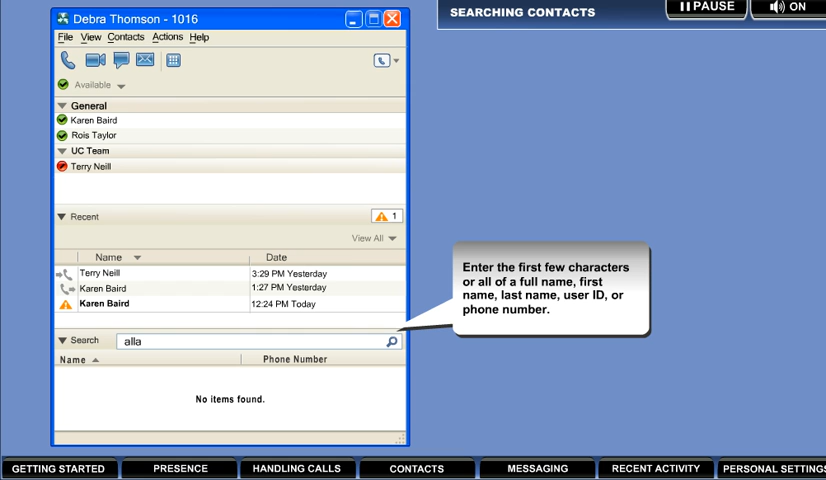 Debra Thomson - 1016
SEARCHING CONTACTS
PAUSE
ON
File View Contacts Actions Help
Available
General
Karen Baird
Rois Taylor
UC Team
Terry Neill
Recent
1
View All
Name Date
Terry Neill 3:29 PM Yesterday
Karen Baird 1:27 PM Yesterday
Karen Baird 12:24 PM Today
Enter the first few characters
or all of a full name, first
name, last name, user ID, or
phone number.
Search alla
Name Phone Number
No items found.
GETTING STARTED PRESENCE HANDLING CALLS CONTACTS MESSAGING RECENT ACTIVITY PERSONAL SETTINGS